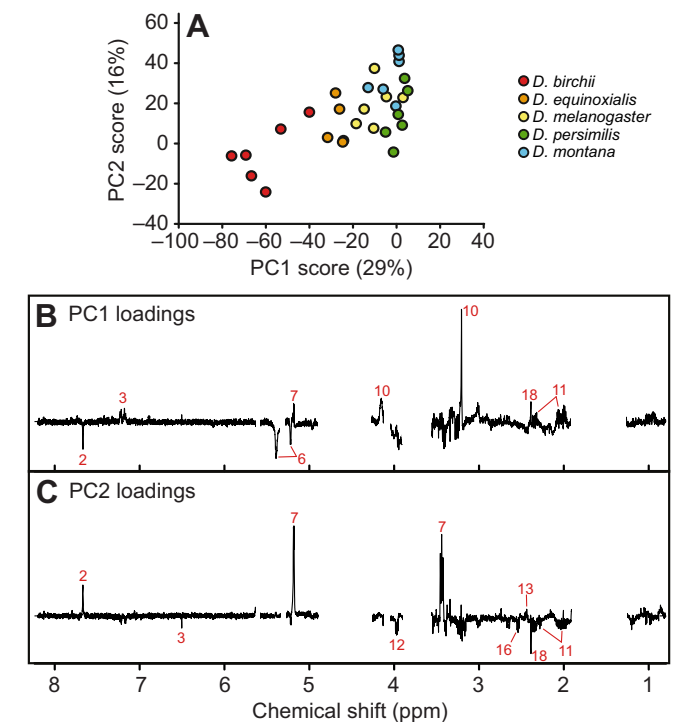 A
60
40
20
0
–20
–40
PC2 score (16%)
–100 –80 –60 –40 –20 0 20 40
PC1 score (29%)
D. birchii
D. equinoxialis
D. melanogaster
D. persimilis
D. montana
B PC1 loadings
10
3
7
10
18 11
2
6
C PC2 loadings
7
7
2
13
3
12
16 18 11
8 7 6 5 4 3 2 1
Chemical shift (ppm)